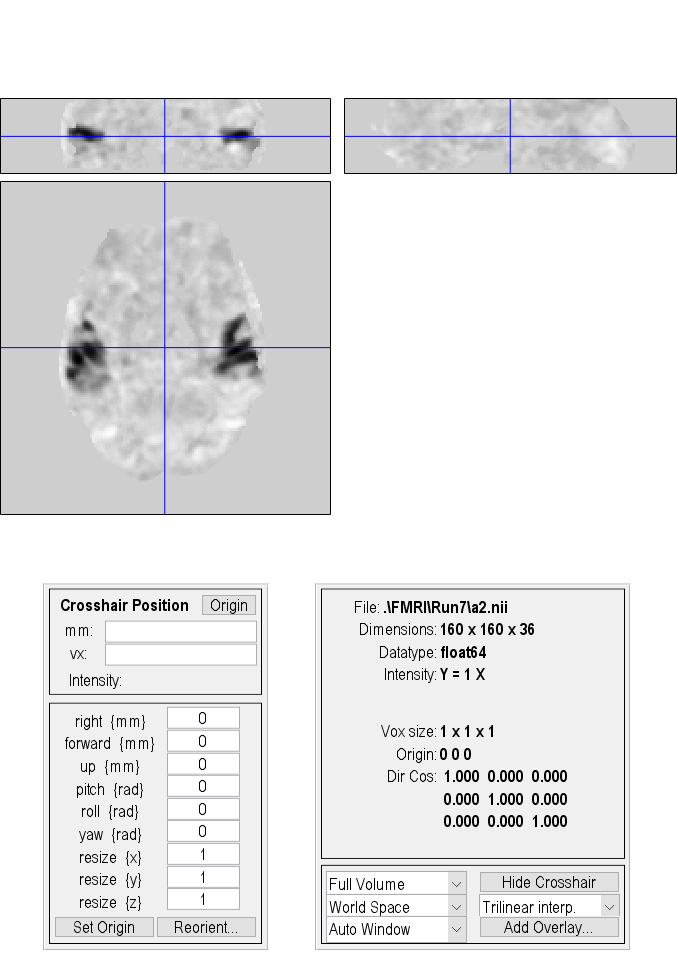 Crosshair Position Origin
mm:
vx:
Intensity:
right {mm} 0
forward {mm} 0
up {mm} 0
pitch {rad} 0
roll {rad} 0
yaw {rad} 0
resize {x} 1
resize {y} 1
resize {z} 1
Set Origin Reorient...
File: .\FMRI\Run7\a2.nii
Dimensions: 160 x 160 x 36
Datatype: float64
Intensity: Y = 1 X
Vox size: 1 x 1 x 1
Origin: 0 0 0
Dir Cos: 1.000 0.000 0.000
0.000 1.000 0.000
0.000 0.000 1.000
Full Volume Hide Crosshair
World Space Trilinear interp.
Auto Window Add Overlay...